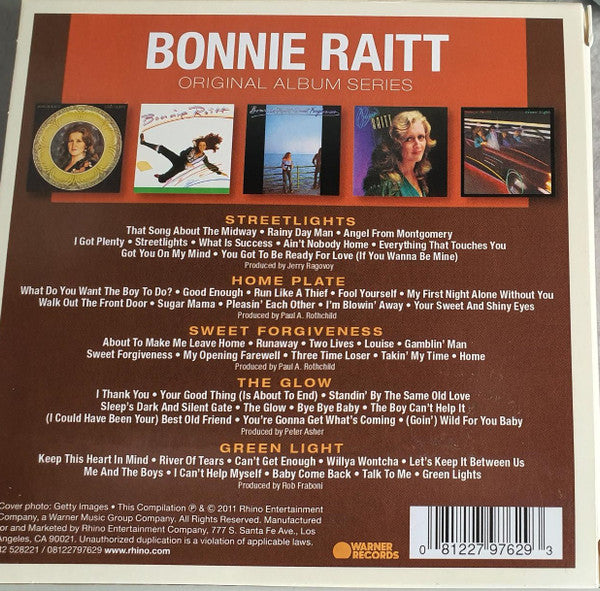 BONNIE RAITT
ORIGINAL ALBUM SERIES
Bonnie Raitt
RAITT
STREETLIGHTS
That Song About The Midway • Rainy Day Man • Angel From Montgomery
I Got Plenty • Streetlights • What Is Success • Ain't Nobody Home • Everything That Touches You
Got You On My Mind • You Got To Be Ready For Love (If You Wanna Be Mine)
Produced by Jerry Ragovoy
HOME PLATE
What Do You Want The Boy To Do? • Good Enough • Run Like A Thief • Fool Yourself • My First Night Alone Without You
Walk Out The Front Door • Sugar Mama • Pleasin' Each Other • I'm Blowin' Away • Your Sweet And Shiny Eyes
Produced by Paul A. Rothchild
SWEET FORGIVENESS
About To Make Me Leave Home • Runaway • Two Lives • Louise • Gamblin' Man
Sweet Forgiveness • My Opening Farewell • Three Time Loser • Takin' My Time • Home
Produced by Paul A. Rothchild
THE GLOW
I Thank You • Your Good Thing (Is About To End) • Standin' By The Same Old Love
Sleep's Dark And Silent Gate • The Glow • Bye Bye Baby • The Boy Can't Help It
(I Could Have Been Your) Best Old Friend • You're Gonna Get What's Coming • (Goin') Wild For You Baby
Produced by Peter Asher
GREEN LIGHT
Keep This Heart In Mind • River Of Tears • Can't Get Enough • Willya Wontcha • Let's Keep It Between Us
Me And The Boys • I Can't Help Myself • Baby Come Back • Talk To Me • Green Lights
Produced by Rob Fraboni
Cover photo: Getty Images • This Compilation ℗ & © 2011 Rhino Entertainment
Company, a Warner Music Group Company. All Rights Reserved. Manufactured
or and Marketed by Rhino Entertainment Company, 777 S. Santa Fe Ave., Los
Angeles, CA 90021. Unauthorized duplication is a violation of applicable laws.
R2 528221 / 08122797629 www.rhino.com
WARNER
RECORDS
0 81227 97629 3